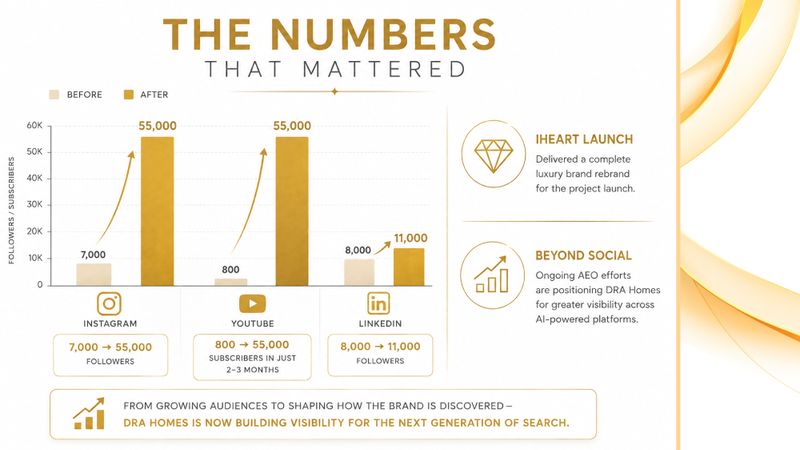 THE NUMBERS
THAT MATTERED
BEFORE
AFTER
FOLLOWERS / SUBSCRIBERS
60K
50K
40K
30K
20K
10K
0
7,000
55,000
800
55,000
8,000
11,000
INSTAGRAM
YOUTUBE
LINKEDIN
7,000 → 55,000
FOLLOWERS
800 → 55,000
SUBSCRIBERS IN JUST
2–3 MONTHS
8,000 → 11,000
FOLLOWERS
IHEART LAUNCH
Delivered a complete
luxury brand rebrand
for the project launch.
BEYOND SOCIAL
Ongoing AEO efforts
are positioning DRA Homes
for greater visibility across
AI-powered platforms.
FROM GROWING AUDIENCES TO SHAPING HOW THE BRAND IS DISCOVERED—
DRA HOMES IS NOW BUILDING VISIBILITY FOR THE NEXT GENERATION OF SEARCH.